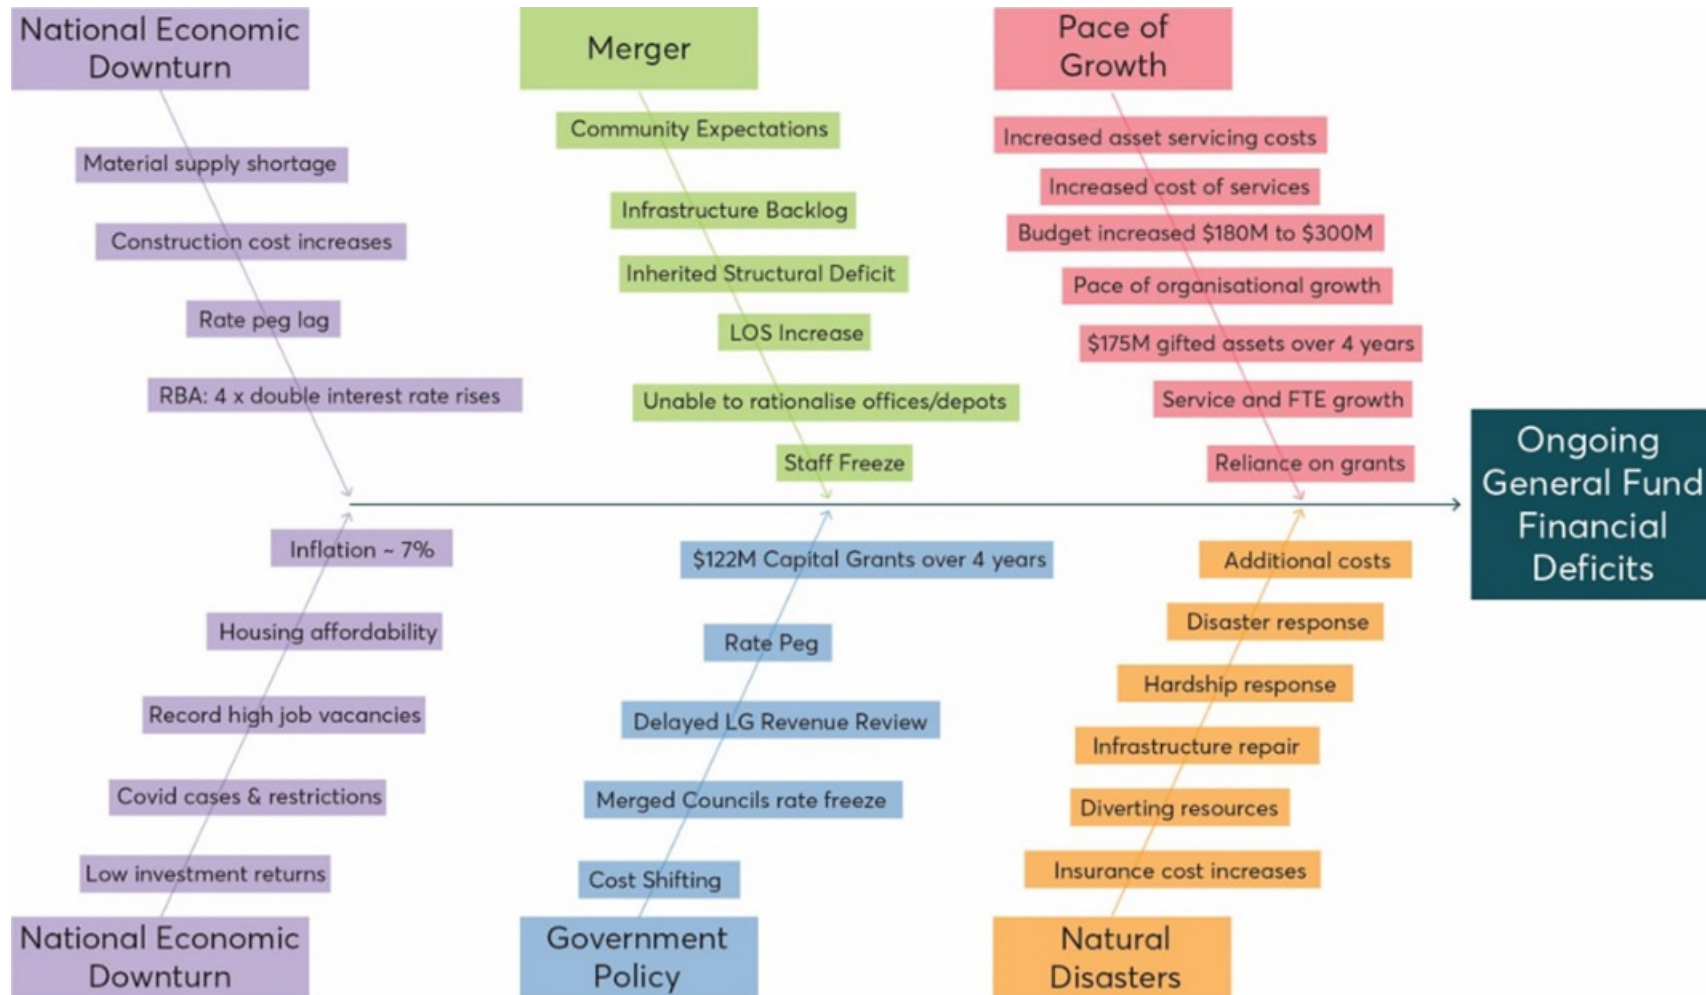 National Economic
Downturn
Material supply shortage
Construction cost increases
Rate peg lag
RBA: 4 x double interest rate rises
Merger
Community Expectations
Infrastructure Backlog
Inherited Structural Deficit
LOS Increase
Unable to rationalise offices/depots
Staff Freeze
Pace of
Growth
Increased asset servicing costs
Increased cost of services
Budget increased $180M to $300M
Pace of organisational growth
$175M gifted assets over 4 years
Service and FTE growth
Reliance on grants
Ongoing
General Fund
Financial
Deficits
Inflation ~ 7%
Housing affordability
Record high job vacancies
Covid cases & restrictions
Low investment returns
National Economic
Downturn
$122M Capital Grants over 4 years
Rate Peg
Delayed LG Revenue Review
Merged Councils rate freeze
Cost Shifting
Government
Policy
Additional costs
Disaster response
Hardship response
Infrastructure repair
Diverting resources
Insurance cost increases
Natural
Disasters